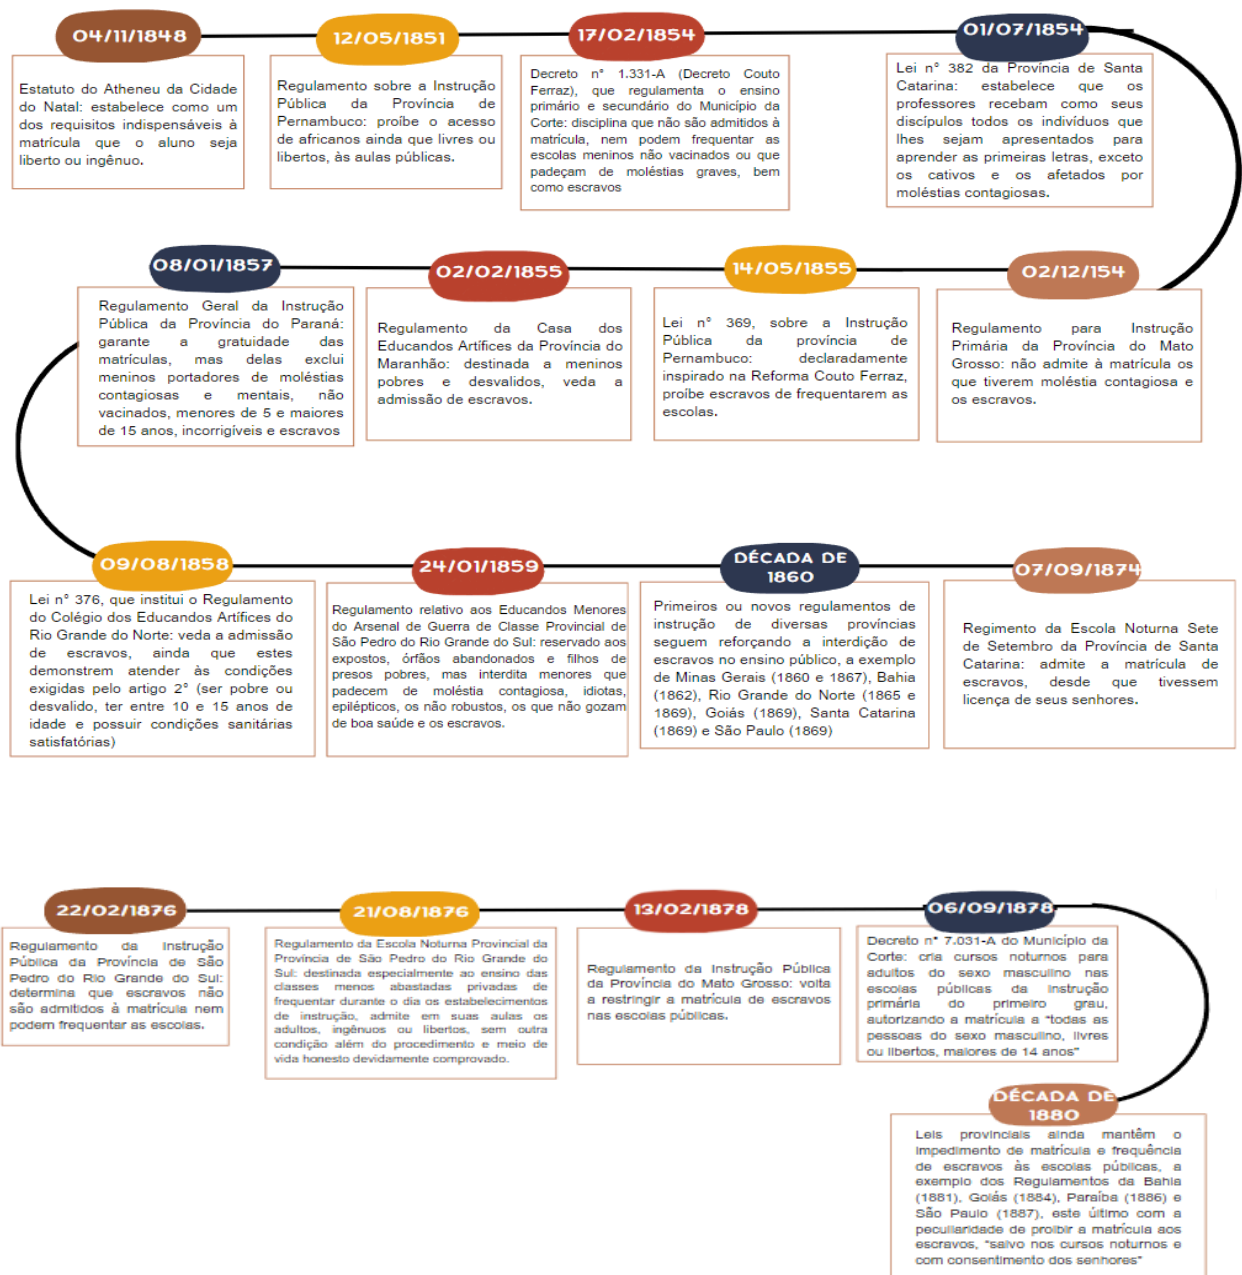 04/11/1848
Estatuto do Atheneu da Cidade
do Natal: estabelece como um
dos requisitos indispensáveis à
matrícula que o aluno seja
liberto ou ingênuo.
12/05/1851
Regulamento sobre a Instrução
Pública da Província de
Pernambuco: proíbe o acesso
de africanos ainda que livres ou
libertos, às aulas públicas.
17/02/1854
Decreto n° 1.331-A (Decreto Couto
Ferraz), que regulamenta o ensino
primário e secundário do Município da
Corte: disciplina que não são admitidos à
matrícula, nem podem frequentar as
escolas meninos não vacinados ou que
padeçam de moléstias graves, bem
como escravos
01/07/1854
Lei n° 382 da Província de Santa
Catarina: estabelece que os
professores recebam como seus
discípulos todos os indivíduos que
lhes sejam apresentados para
aprender as primeiras letras, exceto
os cativos e os afetados por
moléstias contagiosas.
02/12/154
Regulamento para Instrução
Primária da Província do Mato
Grosso: não admite à matrícula os
que tiverem moléstia contagiosa e
os escravos.
14/05/1855
Lei n° 369, sobre a Instrução
Pública da província de
Pernambuco: declaradamente
inspirado na Reforma Couto Ferraz,
proíbe escravos de frequentarem as
escolas.
02/02/1855
Regulamento da Casa dos
Educandos Artífices da Província do
Maranhão: destinada a meninos
pobres e desvalidos, veda a
admissão de escravos.
08/01/1857
Regulamento Geral da Instrução
Pública da Província do Paraná:
garante a gratuidade das
matrículas, mas delas exclui
meninos portadores de moléstias
contagiosas e mentais, não
vacinados, menores de 5 e maiores
de 15 anos, incorrigíveis e escravos
09/08/1858
Lei n° 376, que institui o Regulamento
do Colégio dos Educandos Artífices do
Rio Grande do Norte: veda a admissão
de escravos, ainda que estes
demonstrem atender às condições
exigidas pelo artigo 2° (ser pobre ou
desvalido, ter entre 10 e 15 anos de
idade e possuir condições sanitárias
satisfatórias)
24/01/1859
Regulamento relativo aos Educandos Menores
do Arsenal de Guerra de Classe Provincial de
São Pedro do Rio Grande do Sul: reservado aos
expostos, órfãos abandonados e filhos de
presos pobres, mas interdita menores que
padecem de moléstia contagiosa, idiotas,
epilépticos, os não robustos, os que não gozam
de boa saúde e os escravos.
DÉCADA DE
1860
Primeiros ou novos regulamentos de
instrução de diversas províncias
seguem reforçando a interdição de
escravos no ensino público, a exemplo
de Minas Gerais (1860 e 1867), Bahia
(1862), Rio Grande do Norte (1865 e
1869), Goiás (1869), Santa Catarina
(1869) e São Paulo (1869)
07/09/1874
Regimento da Escola Noturna Sete
de Setembro da Província de Santa
Catarina: admite a matrícula de
escravos, desde que tivessem
licença de seus senhores.
22/02/1876
Regulamento da Instrução
Pública da Província de São
Pedro do Rio Grande do Sul:
determina que escravos não
são admitidos à matrícula nem
podem frequentar as escolas.
21/08/1876
Regulamento da Escola Noturna Provincial da
Província de São Pedro do Rio Grande do
Sul: destinada especialmente ao ensino das
classes menos abastadas privadas de
frequentar durante o dia os estabelecimentos
de instrução, admite em suas aulas os
adultos, ingênuos ou libertos, sem outra
condição além do procedimento e meio de
vida honesto devidamente comprovado.
13/02/1878
Regulamento da Instrução Pública
da Província do Mato Grosso: volta
a restringir a matrícula de escravos
nas escolas públicas.
06/09/1878
Decreto n° 7.031-A do Município da
Corte: cria cursos noturnos para
adultos do sexo masculino nas
escolas públicas da instrução
primária do primeiro grau,
autorizando a matrícula a "todas as
pessoas do sexo masculino, livres
ou libertos, maiores de 14 anos"
DÉCADA DE
1880
Leis provinciais ainda mantêm o
impedimento de matrícula e frequência
de escravos às escolas públicas, a
exemplo dos Regulamentos da Bahia
(1881), Goiás (1884), Paraíba (1886) e
São Paulo (1887), este último com a
peculiaridade de proibir a matrícula aos
escravos, "salvo nos cursos noturnos e
com consentimento dos senhores"